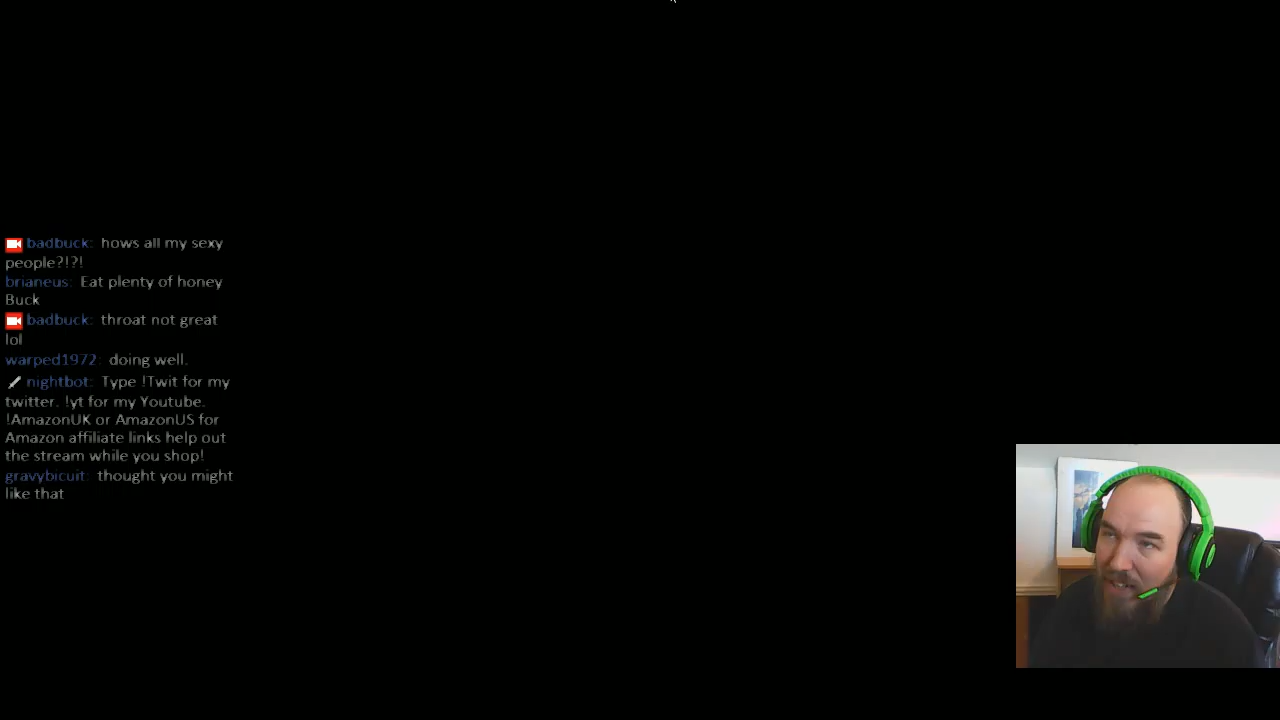 badbuck: hows all my sexy
people?!?!
brianeus: Eat plenty of honey
Buck
badbuck: throat not great
lol
warped1972: doing well.
nightbot: Type !Twit for my
twitter. !yt for my Youtube.
!AmazonUK or AmazonUS for
Amazon affiliate links help out
the stream while you shop!
gravybicuit: thought you might
like that